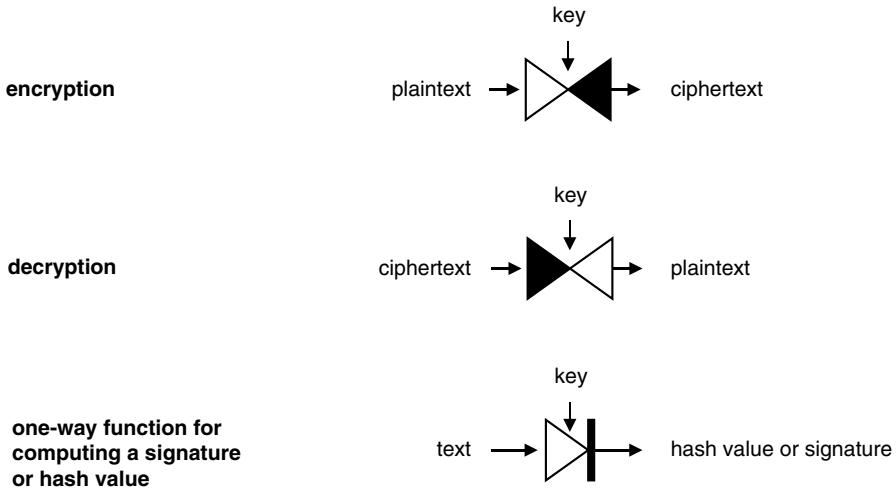 key
encryption
plaintext
ciphertext
key
decryption
ciphertext
plaintext
key
one-way function for
computing a signature
or hash value
text
hash value or signature